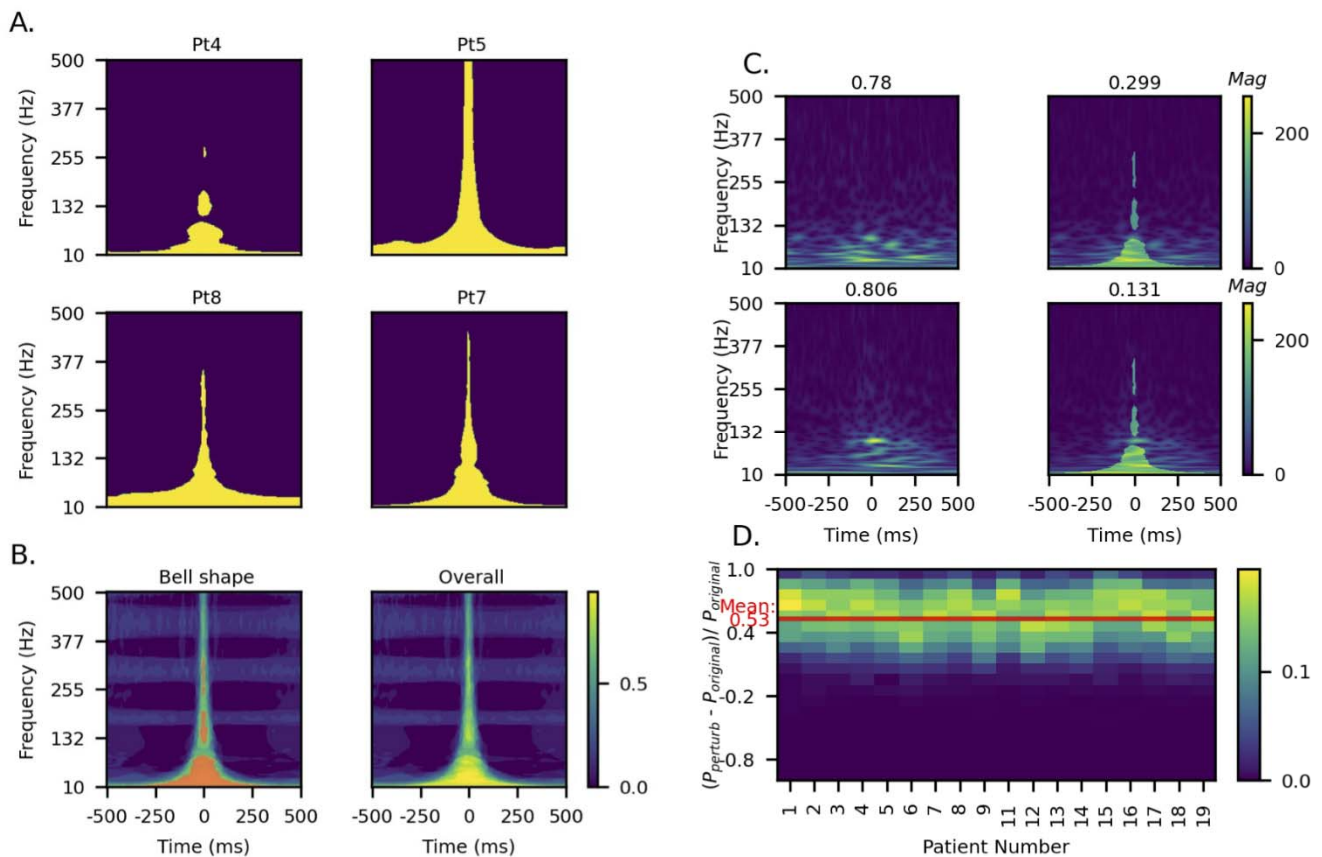 A.
Pt4
Pt5
500
377
255
132
10
Frequency (Hz)
Pt8
Pt7
500
377
255
132
10
Frequency (Hz)
B.
Bell shape
Overall
500
377
255
132
10
Frequency (Hz)
-500 -250 0 250 500
Time (ms)
-500 -250 0 250 500
Time (ms)
0.5
0.0
C.
0.78
0.299
Mag
500
377
255
132
10
Frequency (Hz)
200
0
0.806
0.131
Mag
500
377
255
132
10
Frequency (Hz)
200
0
-500-250 0 250 500
Time (ms)
-500-250 0 250 500
Time (ms)
D.
(Pperturb - Poriginal)/ Poriginal
1.0
Mean:
0.53
0.4
-0.2
-0.8
1 2 3 4 5 6 7 8 9 11 12 13 14 15 16 17 18 19
Patient Number
0.1
0.0